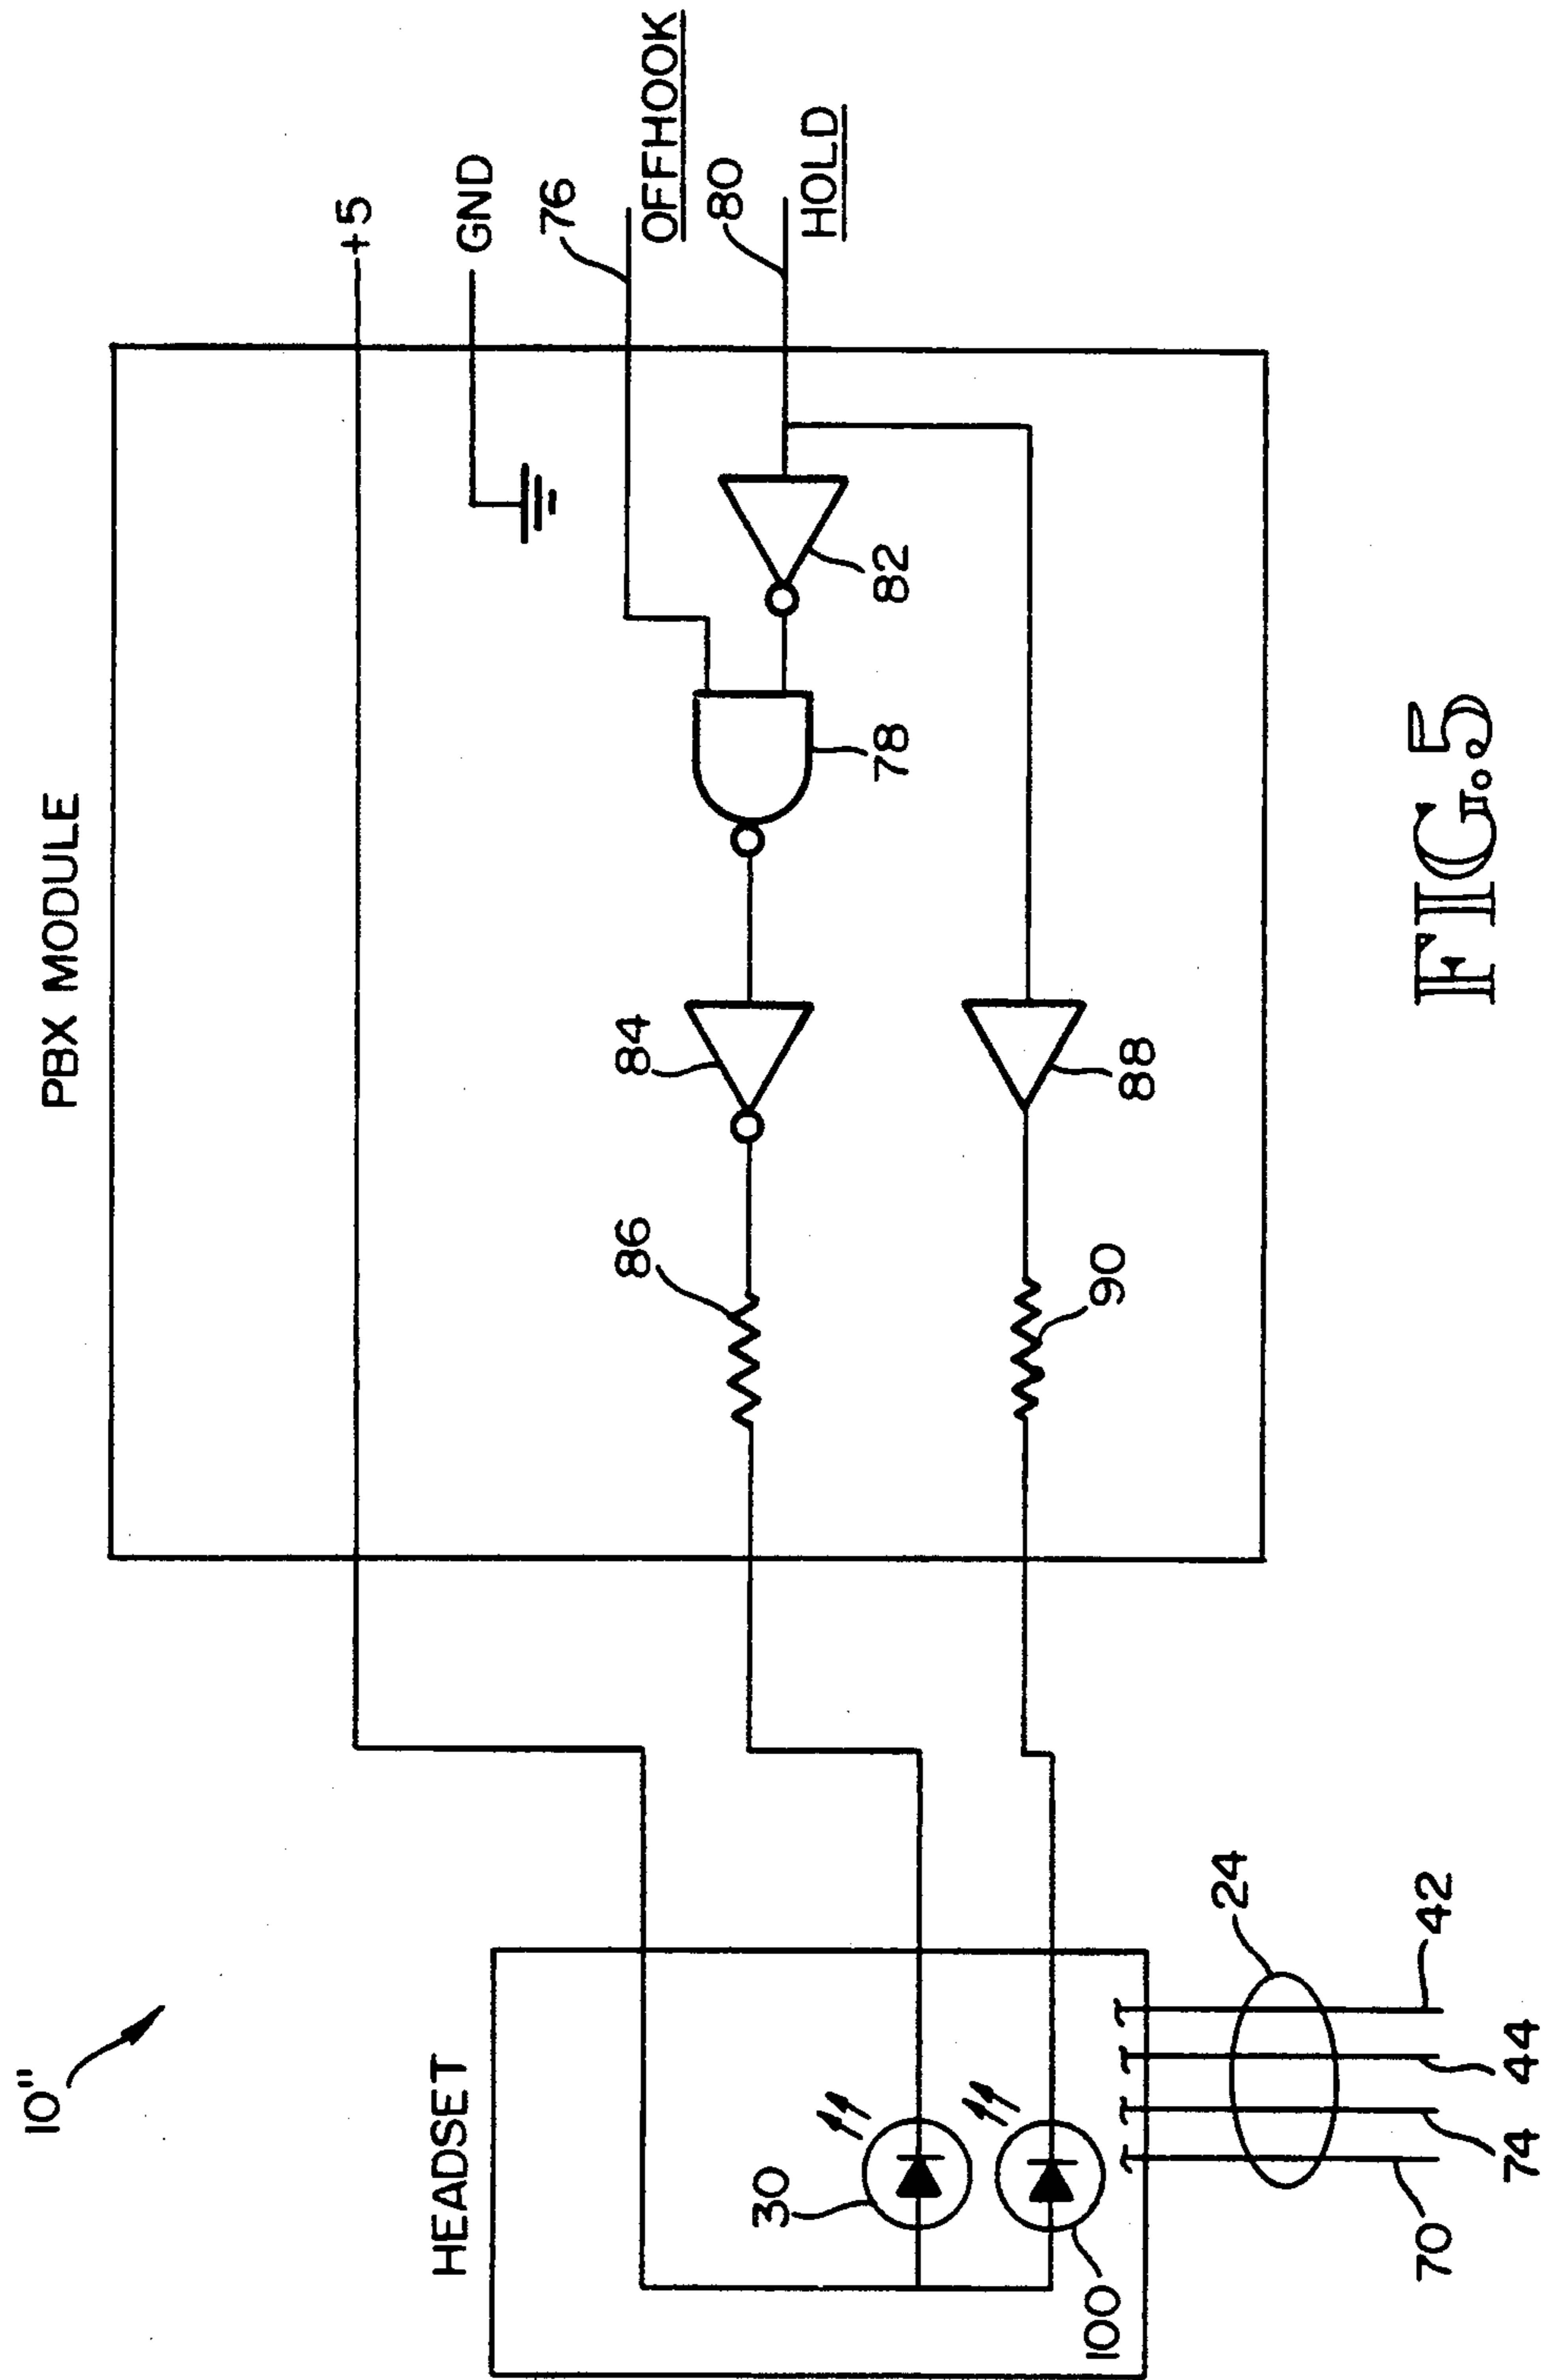 10"
PBX MODULE
HEADSET
+5
GND
76
OFFHOOK
80
HOLD
82
78
84
86
88
90
30
100
24
42
44
74
70
FIG. 5